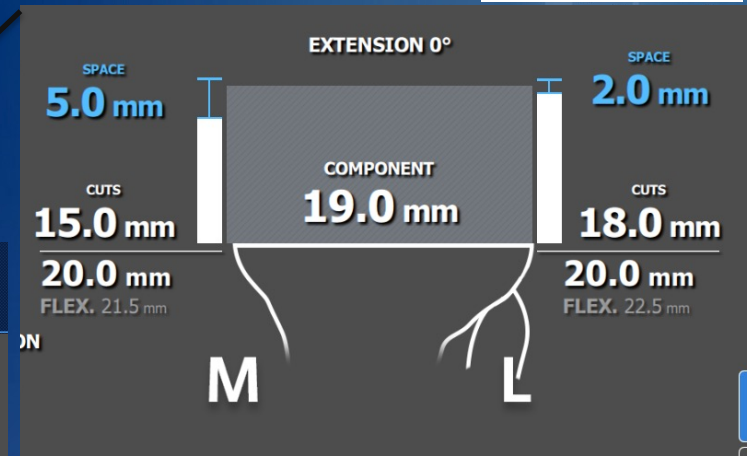 EXTENSION 0°
SPACE
5.0 mm
SPACE
2.0 mm
COMPONENT
19.0 mm
CUTS
15.0 mm
CUTS
18.0 mm
20.0 mm
FLEX. 21.5 mm
20.0 mm
FLEX. 22.5 mm
ON
M
L